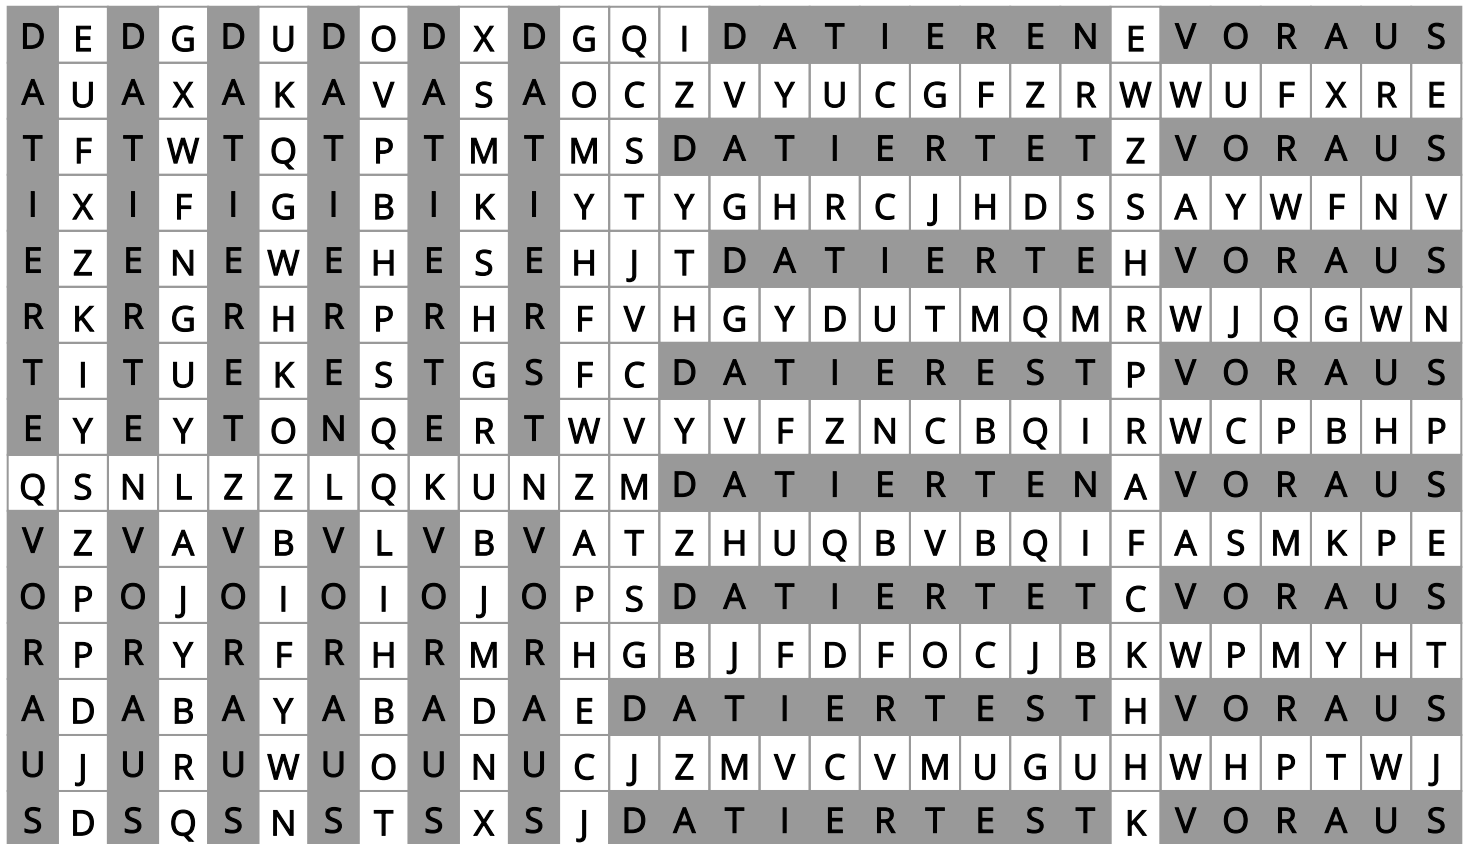 D E D G D U D O D X D G Q I D A T I E R E N E V O R A U S
A U A X A K A V A S A O C Z V Y U C G F Z R W W U F X R E
T F T W T Q T P T M T M S D A T I E R T E T Z V O R A U S
I X I F I G I B I K I Y T Y G H R C J H D S S A Y W F N V
E Z E N E W E H E S E H J T D A T I E R T E H V O R A U S
R K R G R H R P R H R F V H G Y D U T M Q M R W J Q G W N
T I T U E K E S T G S F C D A T I E R E S T P V O R A U S
E Y E Y T O N Q E R T W V Y V F Z N C B Q I R W C P B H P
Q S N L Z Z L Q K U N Z M D A T I E R T E N A V O R A U S
V Z V A V B V L V B V A T Z H U Q B V B Q I F A S M K P E
O P O J O I O I O J O P S D A T I E R T E T C V O R A U S
R P R Y R F R H R M R H G B J F D F O C J B K W P M Y H T
A D A B A Y A B A D A E D A T I E R T E S T H V O R A U S
U J U R U W U O U N U C J Z M V C V M U G U H W H P T W J
S D S Q S N S T S X S J D A T I E R T E S T K V O R A U S